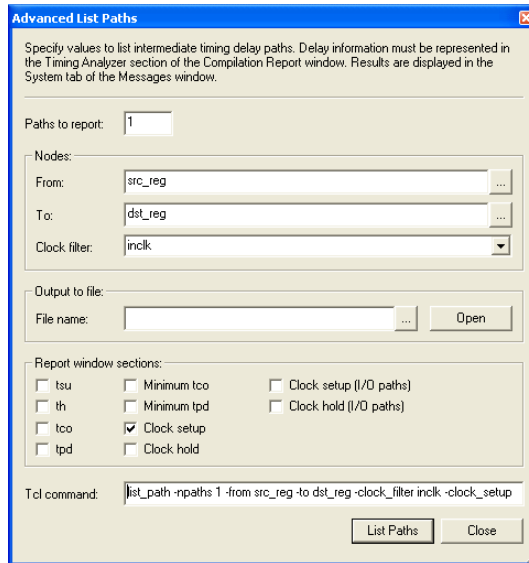 Advanced List Paths
Specify values to list intermediate timing delay paths. Delay information must be represented in
the Timing Analyzer section of the Compilation Report window. Results are displayed in the
System tab of the Messages window.
Paths to report: 1
Nodes:
From: src_reg ...
To: dst_reg ...
Clock filter: inclk
Output to file:
File name: ... Open
Report window sections:
tsu Minimum tco Clock setup (I/O paths)
th Minimum tpd Clock hold (I/O paths)
tco Clock setup
tpd Clock hold
Tcl command: list_path -npaths 1 -from src_reg -to dst_reg -clock_filter inclk -clock_setup
List Paths Close